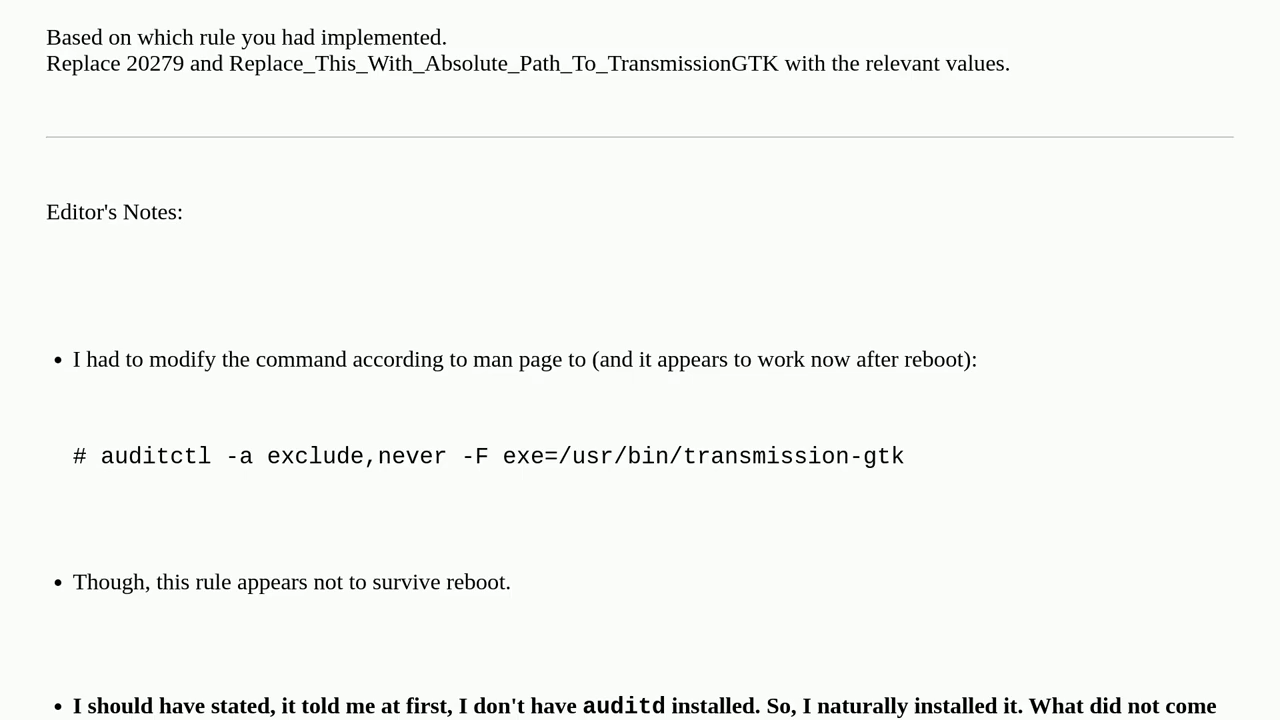 Based on which rule you had implemented.
Replace 20279 and Replace_This_With_Absolute_Path_To_TransmissionGTK with the relevant values.
Editor's Notes:
• I had to modify the command according to man page to (and it appears to work now after reboot):
# auditctl -a exclude,never -F exe=/usr/bin/transmission-gtk
• Though, this rule appears not to survive reboot.
• I should have stated, it told me at first, I don't have auditd installed. So, I naturally installed it. What did not come